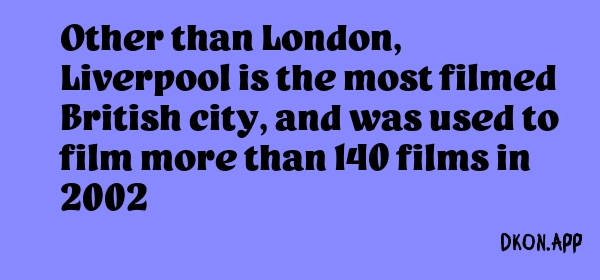 Other than London,
Liverpool is the most filmed
British city, and was used to
film more than 140 films in
2002
DKON.APP